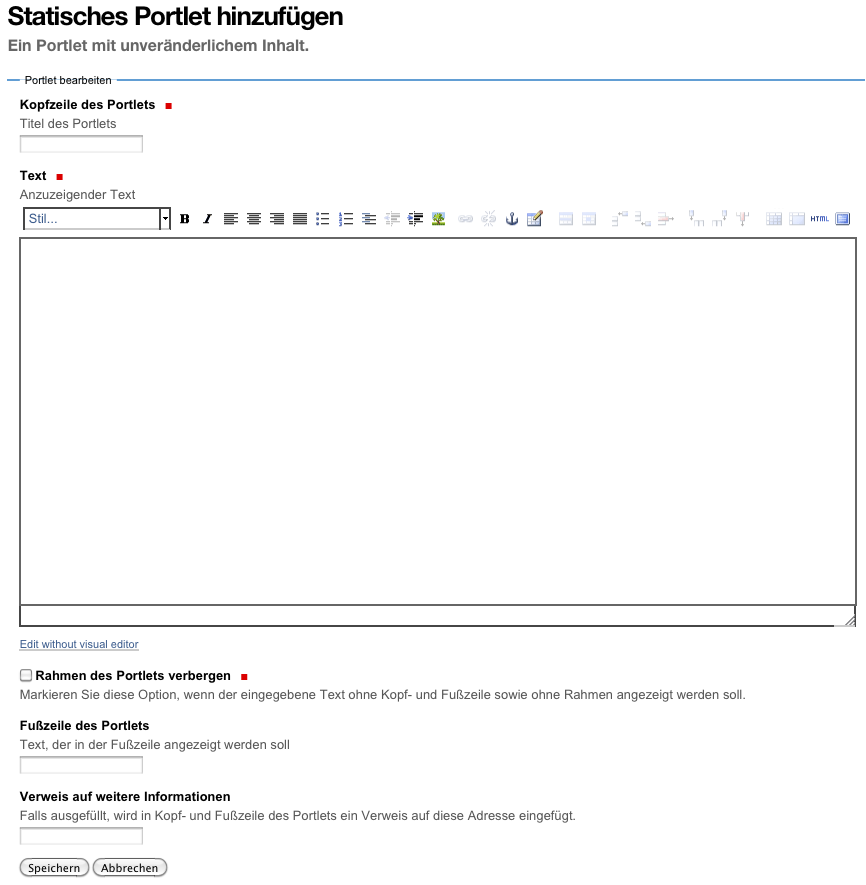 Statisches Portlet hinzufügen
Ein Portlet mit unveränderlichem Inhalt.
Portlet bearbeiten
Kopfzeile des Portlets
Titel des Portlets
Text
Anzuzeigender Text
Stil... B I HTML
Edit without visual editor
Rahmen des Portlets verbergen
Markieren Sie diese Option, wenn der eingegebene Text ohne Kopf- und Fußzeile sowie ohne Rahmen angezeigt werden soll.
Fußzeile des Portlets
Text, der in der Fußzeile angezeigt werden soll
Verweis auf weitere Informationen
Falls ausgefüllt, wird in Kopf- und Fußzeile des Portlets ein Verweis auf diese Adresse eingefügt.
Speichern Abbrechen